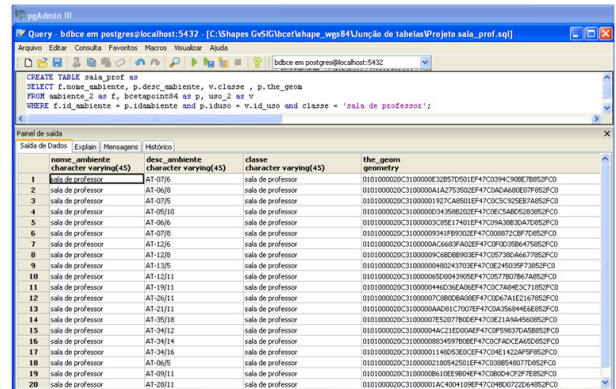 pgAdmin III
Query - bdbce em postgres@localhost:5432 - [C:\Shapes GvSIG\bcet\shape_wgs84\Junção de tabelas\Projeto sala_prof.sql]
Arquivo Editar Consulta Favoritos Macros Visualizar Ajuda
bdbce em postgres@localhost:5432
CREATE TABLE sala_prof as
SELECT f.nome_ambiente, p.desc_ambiente, v.classe , p.the_geom
FROM ambiente_2 as f, bcetapoint84 as p, uso_2 as v
WHERE f.id_ambiente = p.idambiente and p.iduso = v.id_uso and classe = 'sala de professor';
Painel de saída
Saída de Dados Explain Mensagens Histórico
nome_ambiente desc_ambiente classe the_geom
character varying(45) character varying(45) character varying(45) geometry
1 sala de professor AT-07/6 sala de professor
2 sala de professor AT-06/8 sala de professor
3 sala de professor AT-07/5 sala de professor
4 sala de professor AT-05/10 sala de professor
5 sala de professor AT-06/6 sala de professor
6 sala de professor AT-07/8 sala de professor
7 sala de professor AT-12/6 sala de professor
8 sala de professor AT-12/8 sala de professor
9 sala de professor AT-13/5 sala de professor
10 sala de professor AT-12/11 sala de professor
11 sala de professor AT-19/11 sala de professor
12 sala de professor AT-26/11 sala de professor
13 sala de professor AT-21/11 sala de professor
14 sala de professor AT-35/18 sala de professor
15 sala de professor AT-34/12 sala de professor
16 sala de professor AT-34/14 sala de professor
17 sala de professor AT-34/16 sala de professor
18 sala de professor AT-06/5 sala de professor
19 sala de professor AT-09/11 sala de professor
20 sala de professor AT-28/11 sala de professor